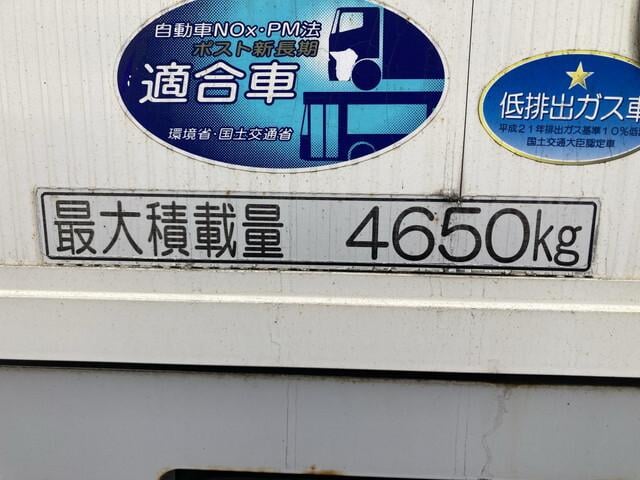 自動車NOx・PM法
ポスト新長期
適合車
環境省・国土交通省
低排出ガス車
平成21年排出ガス基準10%低
国土交通大臣認定車
最大積載量 4650kg